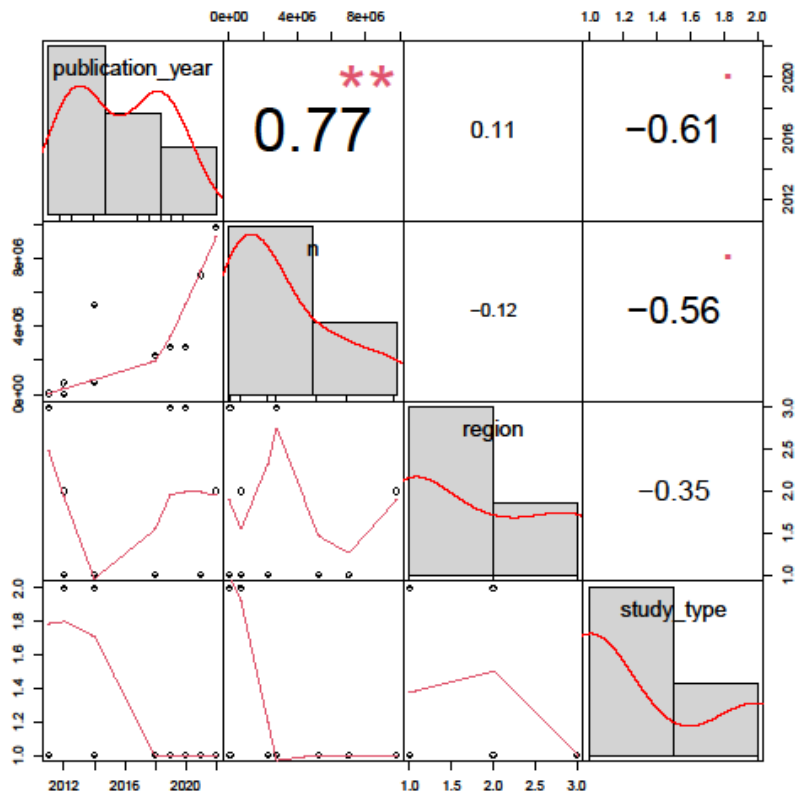 0e+00 4e+06 8e+06 1.0 1.2 1.4 1.6 1.8 2.0
publication_year
**
0.77
0.11
.
−0.61
2012 2016 2020
0e+00 4e+06 8e+06
n
−0.12
.
−0.56
region
−0.35
1.0 1.5 2.0 2.5 3.0
1.0 1.2 1.4 1.6 1.8 2.0
study_type
2012 2016 2020 1.0 1.5 2.0 2.5 3.0